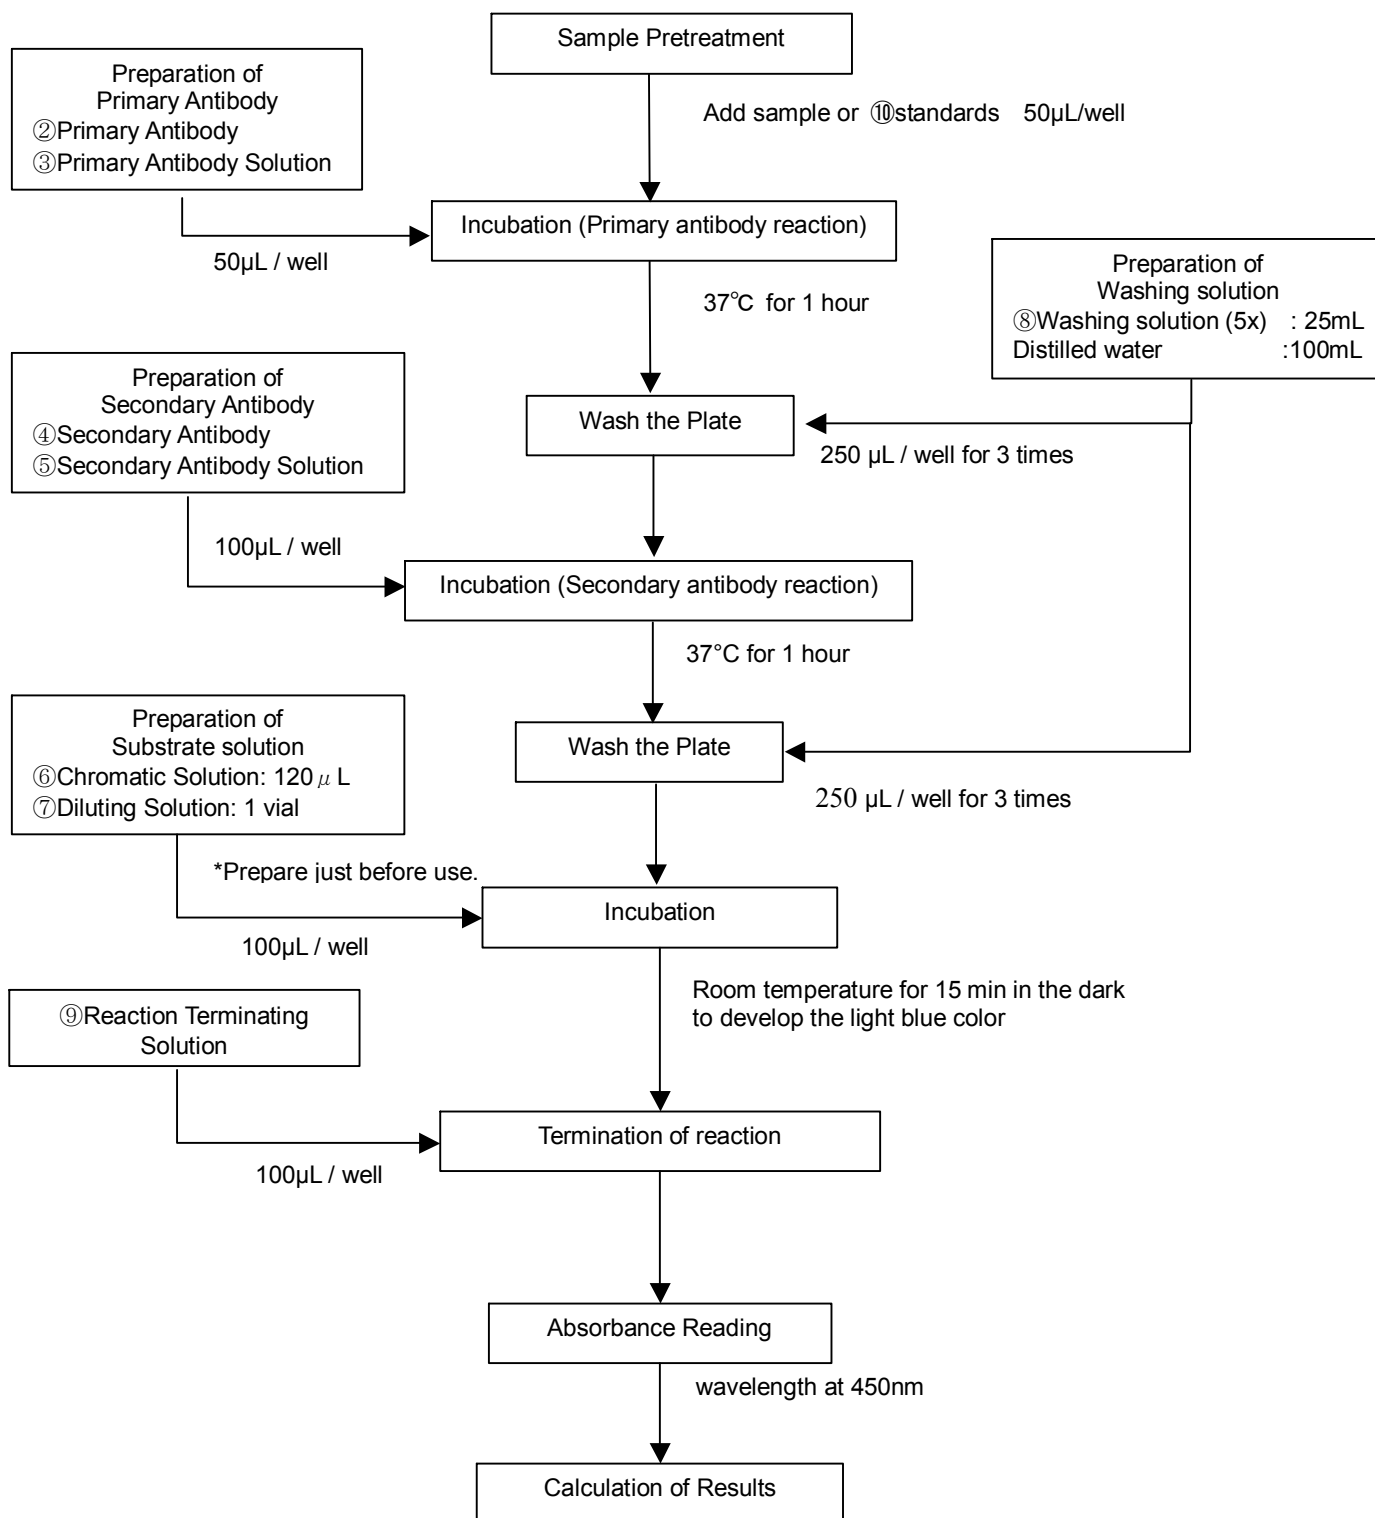 Sample Pretreatment
Preparation of
Primary Antibody
②Primary Antibody
③Primary Antibody Solution
Add sample or ⑩standards 50µL/well
Incubation (Primary antibody reaction)
50µL / well
37℃ for 1 hour
Preparation of
Washing solution
⑧Washing solution (5x) : 25mL
Distilled water :100mL
Preparation of
Secondary Antibody
④Secondary Antibody
⑤Secondary Antibody Solution
Wash the Plate
250 µL / well for 3 times
100µL / well
Incubation (Secondary antibody reaction)
37°C for 1 hour
Preparation of
Substrate solution
⑥Chromatic Solution: 120μL
⑦Diluting Solution: 1 vial
Wash the Plate
250 µL / well for 3 times
*Prepare just before use.
Incubation
100µL / well
Room temperature for 15 min in the dark
to develop the light blue color
⑨Reaction Terminating
Solution
Termination of reaction
100µL / well
Absorbance Reading
wavelength at 450nm
Calculation of Results